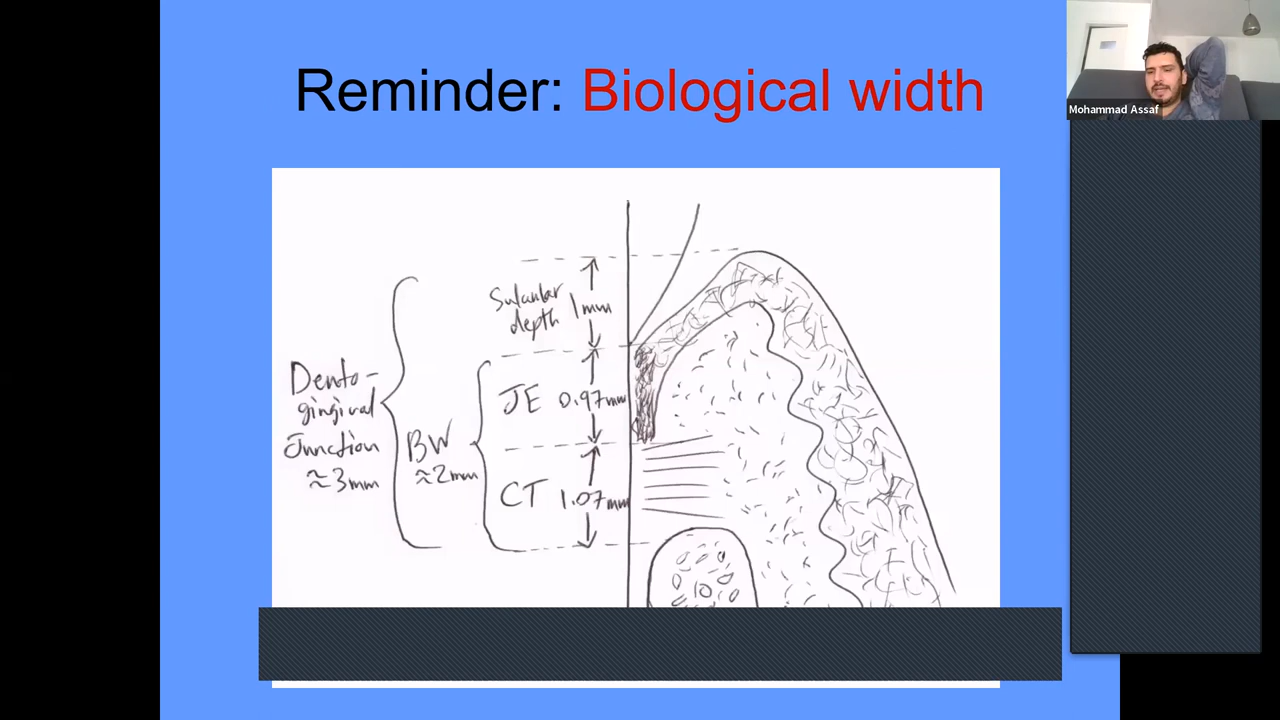 Reminder: Biological width
Mohammad Assaf
Sulcular
depth
1mm
Dento-
gingival
Junction
≈3mm
BW
≈2mm
JE 0.97mm
CT 1.07mm